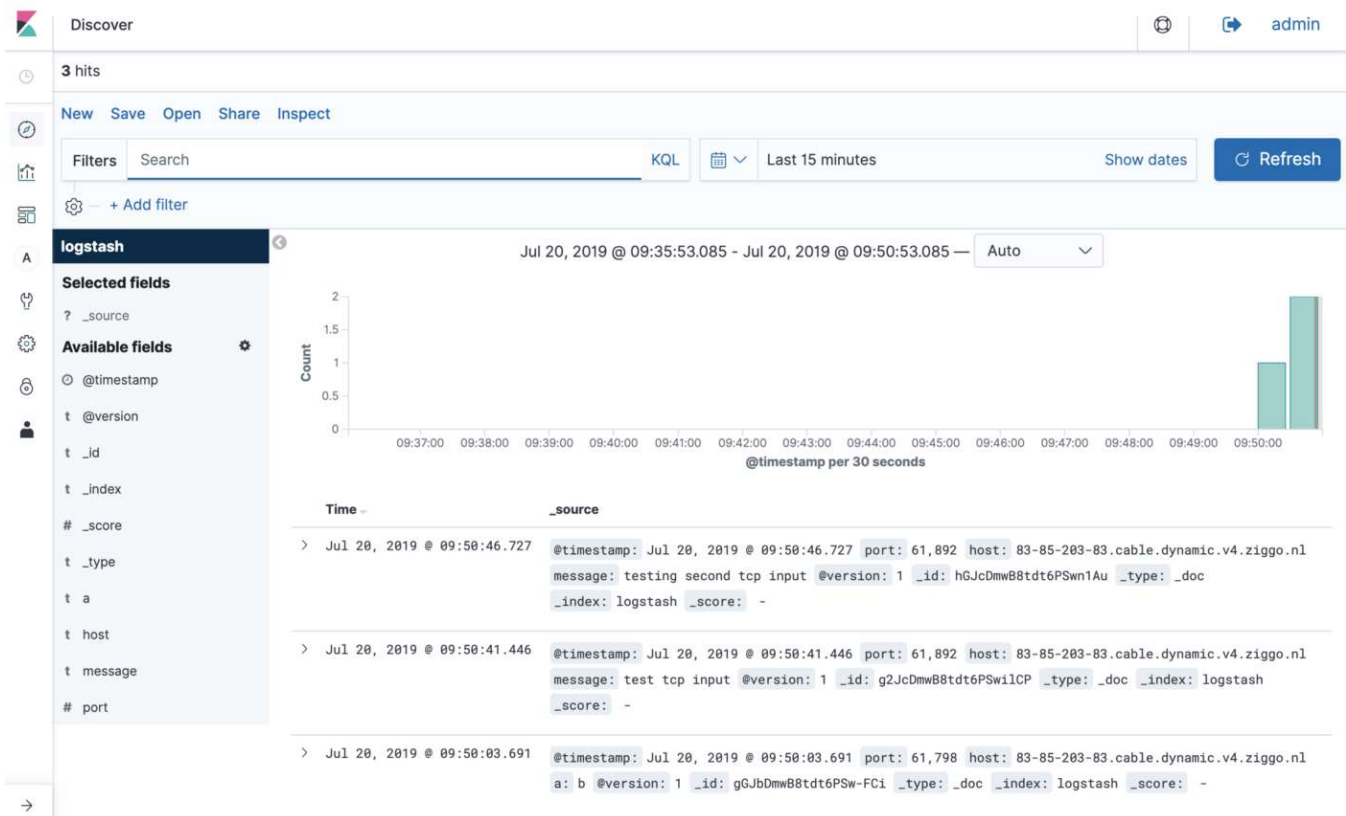 Discover
admin
3 hits
New Save Open Share Inspect
Filters Search KQL Last 15 minutes Show dates Refresh
+ Add filter
logstash
Selected fields
? _source
Available fields
@timestamp
t @version
t _id
t _index
# _score
t _type
t a
t host
t message
# port
Jul 20, 2019 @ 09:35:53.085 - Jul 20, 2019 @ 09:50:53.085 — Auto
Count
2
1.5
1
0.5
0
09:37:00 09:38:00 09:39:00 09:40:00 09:41:00 09:42:00 09:43:00 09:44:00 09:45:00 09:46:00 09:47:00 09:48:00 09:49:00 09:50:00
@timestamp per 30 seconds
Time _source
Jul 20, 2019 @ 09:50:46.727 @timestamp: Jul 20, 2019 @ 09:50:46.727 port: 61,892 host: 83-85-203-83.cable.dynamic.v4.ziggo.nl
message: testing second tcp input @version: 1 _id: hGJcDmwB8tdt6PSwn1Au _type: _doc
_index: logstash _score: -
Jul 20, 2019 @ 09:50:41.446 @timestamp: Jul 20, 2019 @ 09:50:41.446 port: 61,892 host: 83-85-203-83.cable.dynamic.v4.ziggo.nl
message: test tcp input @version: 1 _id: g2JcDmwB8tdt6PSwilCP _type: _doc _index: logstash
_score: -
Jul 20, 2019 @ 09:50:03.691 @timestamp: Jul 20, 2019 @ 09:50:03.691 port: 61,798 host: 83-85-203-83.cable.dynamic.v4.ziggo.nl
a: b @version: 1 _id: gGJbDmwB8tdt6PSw-FCi _type: _doc _index: logstash _score: -
A